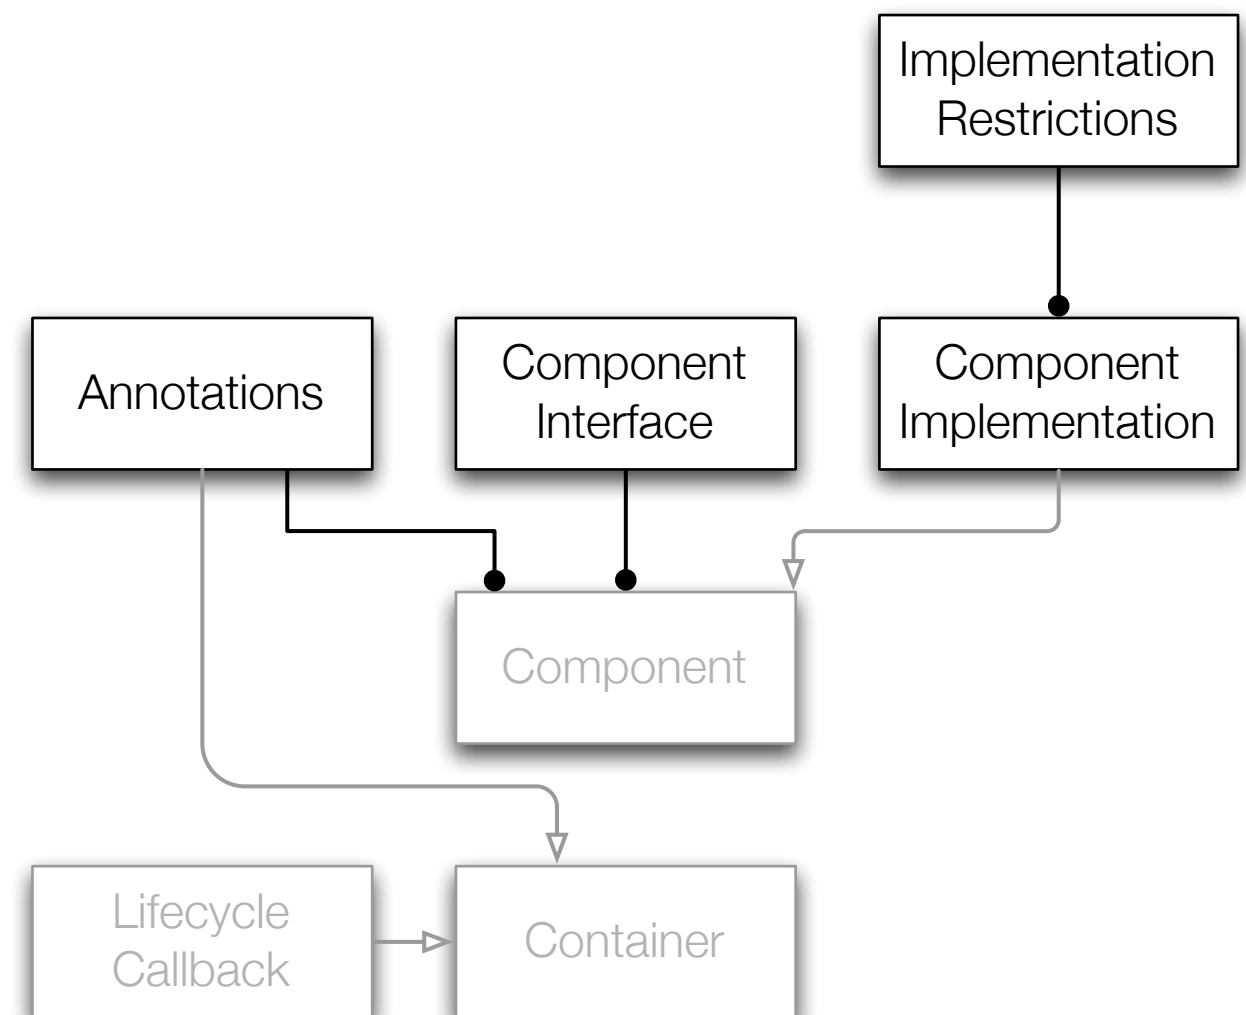 Implementation
Restrictions
Annotations
Component
Interface
Component
Implementation
Component
Lifecycle
Callback
Container